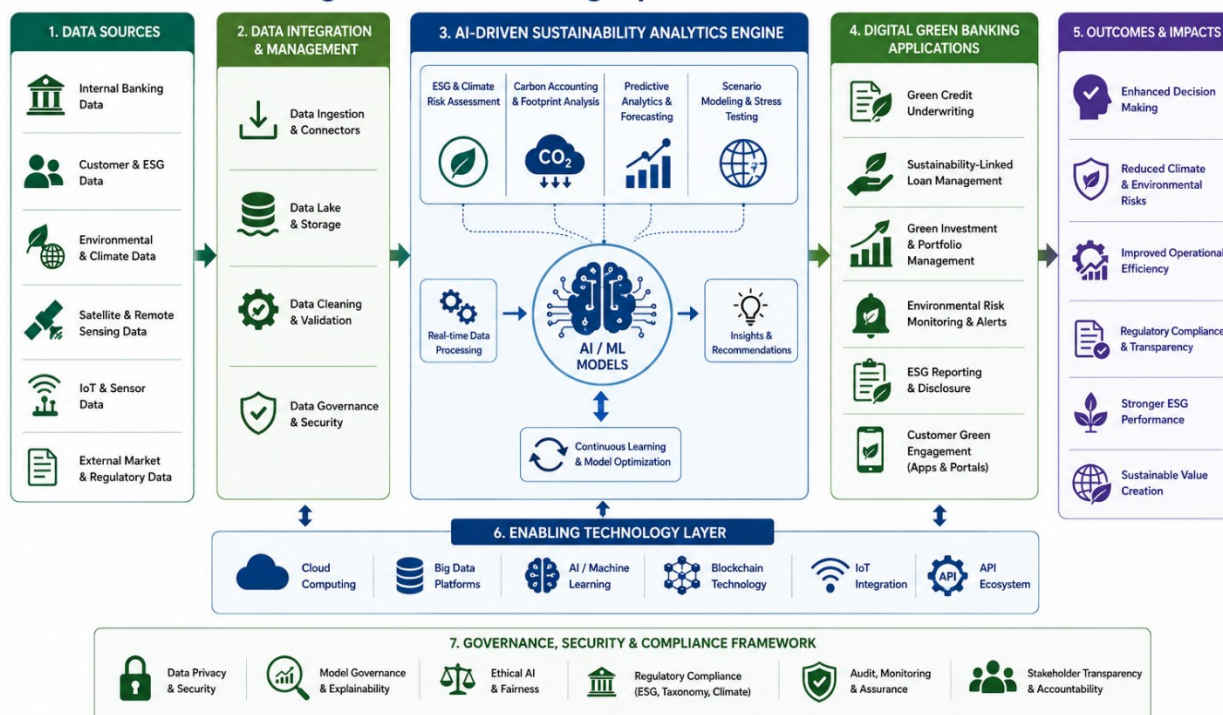 1. DATA SOURCES
Internal Banking
Data
Customer & ESG
Data
Environmental
& Climate Data
Satellite & Remote
Sensing Data
IoT & Sensor
Data
External Market
& Regulatory Data
2. DATA INTEGRATION
& MANAGEMENT
Data Ingestion
& Connectors
Data Lake
& Storage
Data Cleaning
& Validation
Data Governance
& Security
3. AI-DRIVEN SUSTAINABILITY ANALYTICS ENGINE
ESG & Climate
Risk Assessment
Carbon Accounting
& Footprint Analysis
CO2
Predictive
Analytics &
Forecasting
Scenario
Modeling & Stress
Testing
Real-time Data
Processing
AI / ML
MODELS
Insights &
Recommendations
Continuous Learning
& Model Optimization
4. DIGITAL GREEN BANKING
APPLICATIONS
Green Credit
Underwriting
Sustainability-Linked
Loan Management
Green Investment
& Portfolio
Management
Environmental Risk
Monitoring & Alerts
ESG Reporting
& Disclosure
Customer Green
Engagement
(Apps & Portals)
5. OUTCOMES & IMPACTS
Enhanced Decision
Making
Reduced Climate
& Environmental
Risks
Improved Operational
Efficiency
Regulatory Compliance
& Transparency
Stronger ESG
Performance
Sustainable Value
Creation
6. ENABLING TECHNOLOGY LAYER
Cloud
Computing
Big Data
Platforms
AI / Machine
Learning
Blockchain
Technology
IoT
Integration
API
API
Ecosystem
7. GOVERNANCE, SECURITY & COMPLIANCE FRAMEWORK
Data Privacy
& Security
Model Governance
& Explainability
Ethical AI
& Fairness
Regulatory Compliance
(ESG, Taxonomy, Climate)
Audit, Monitoring
& Assurance
Stakeholder Transparency
& Accountability